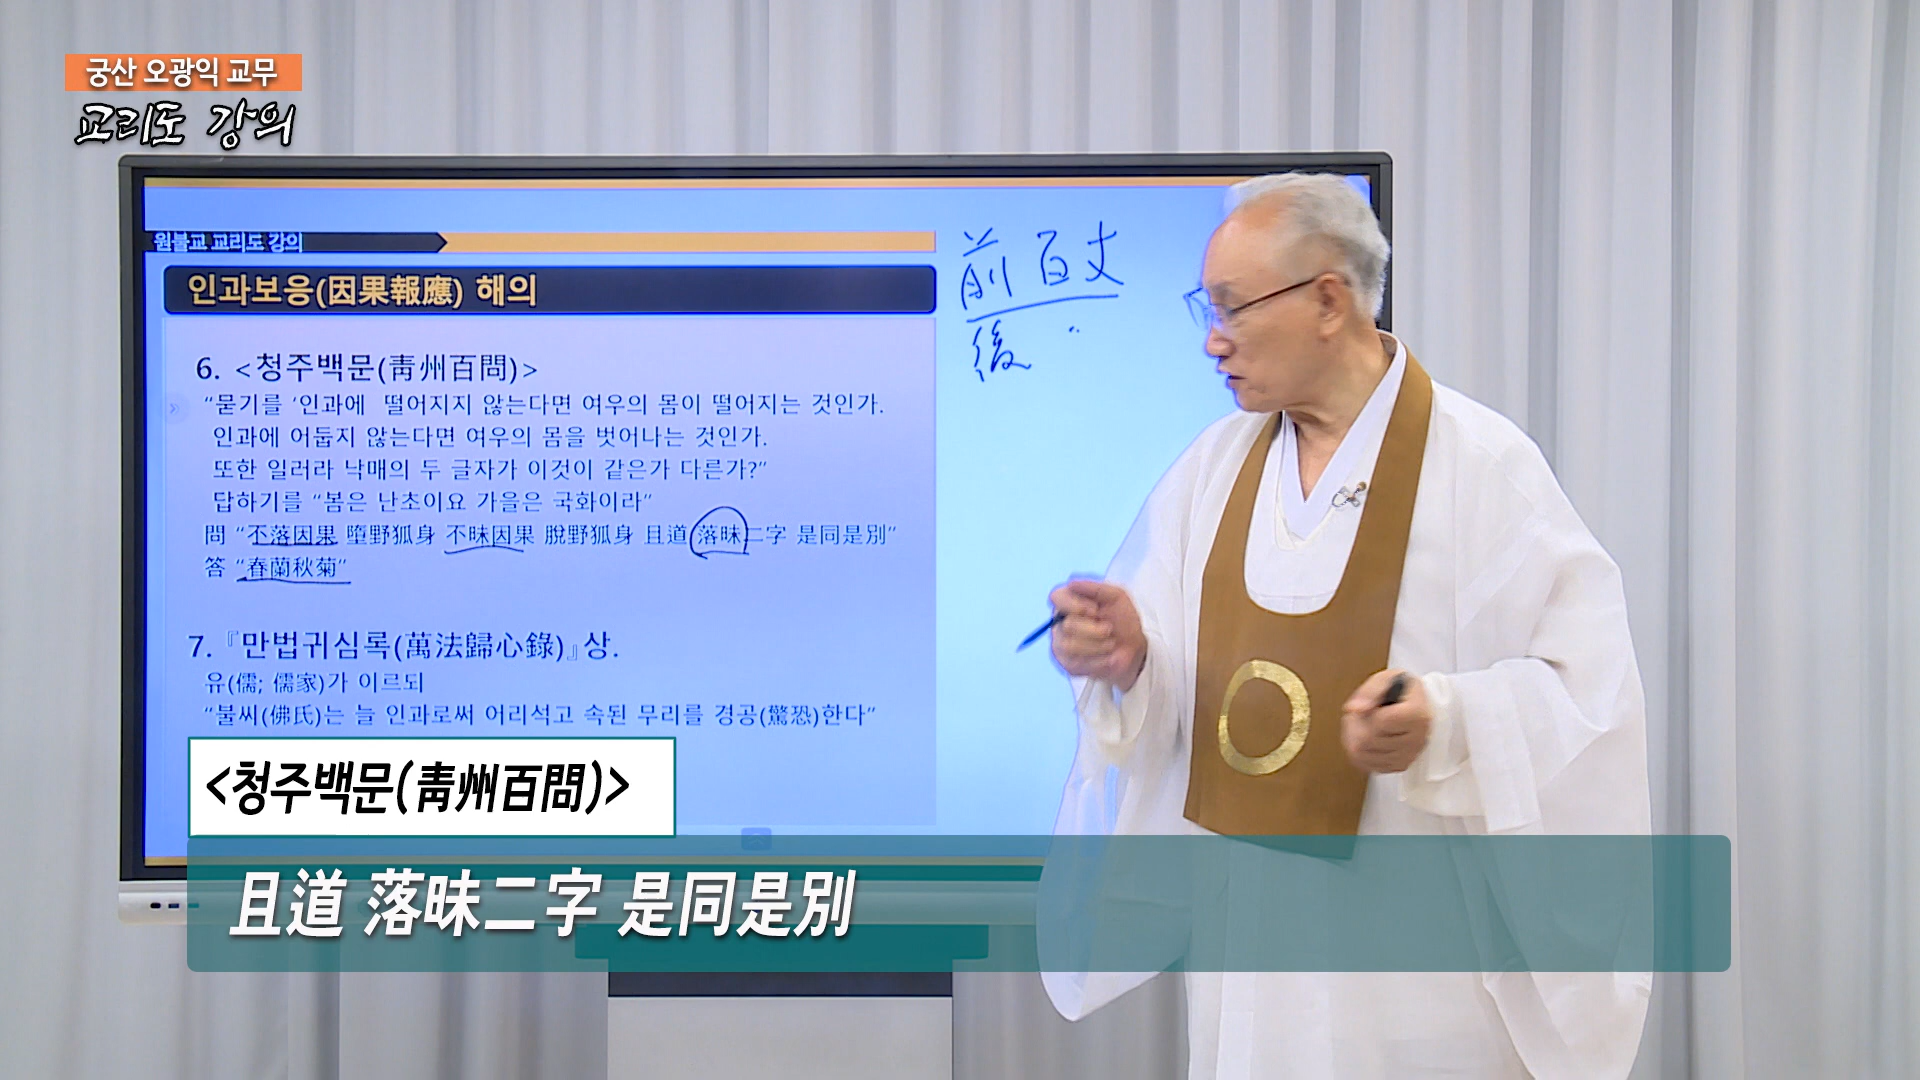 궁산 오광익 교무
교리도 강의
원불교 교리도 강의
인과보응(因果報應) 해의
前 百丈
後 〃
6. <청주백문(靑州百問)>
“묻기를 ‘인과에 떨어지지 않는다면 여우의 몸이 떨어지는 것인가.
인과에 어둡지 않는다면 여우의 몸을 벗어나는 것인가.
또한 일러라 낙매의 두 글자가 이것이 같은가 다른가?”
답하기를 “봄은 난초이요 가을은 국화이라”
問 “不落因果 墮野狐身 不昧因果 脫野狐身 且道 落昧二字 是同是別”
答 “春蘭秋菊”
7. 『만법귀심록(萬法歸心錄)』상.
유(儒; 儒家)가 이르되
“불씨(佛氏)는 늘 인과로써 어리석고 속된 무리를 경공(驚恐)한다”
<청주백문(靑州百問)>
且道 落昧二字 是同是別